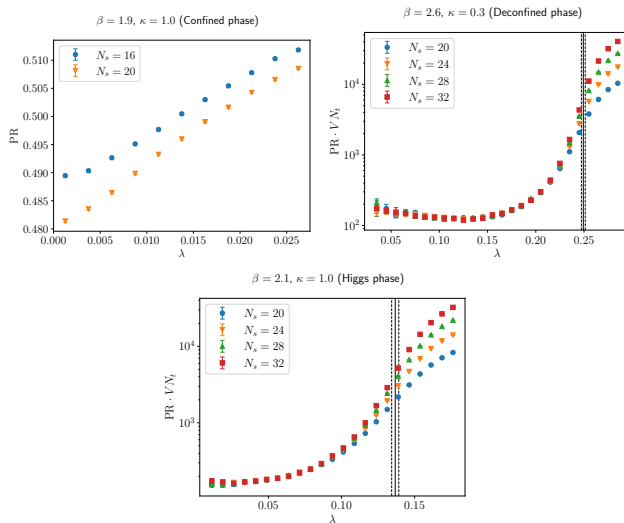 β = 1.9, κ = 1.0 (Confined phase)
N_s = 16
N_s = 20
PR
0.510
0.505
0.500
0.495
0.490
0.485
0.480
0.000 0.005 0.010 0.015 0.020 0.025
λ
β = 2.6, κ = 0.3 (Deconfined phase)
N_s = 20
N_s = 24
N_s = 28
N_s = 32
PR · VN_t
10^4
10^3
10^2
0.05 0.10 0.15 0.20 0.25
λ
β = 2.1, κ = 1.0 (Higgs phase)
N_s = 20
N_s = 24
N_s = 28
N_s = 32
PR · VN_t
10^4
10^3
0.05 0.10 0.15
λ